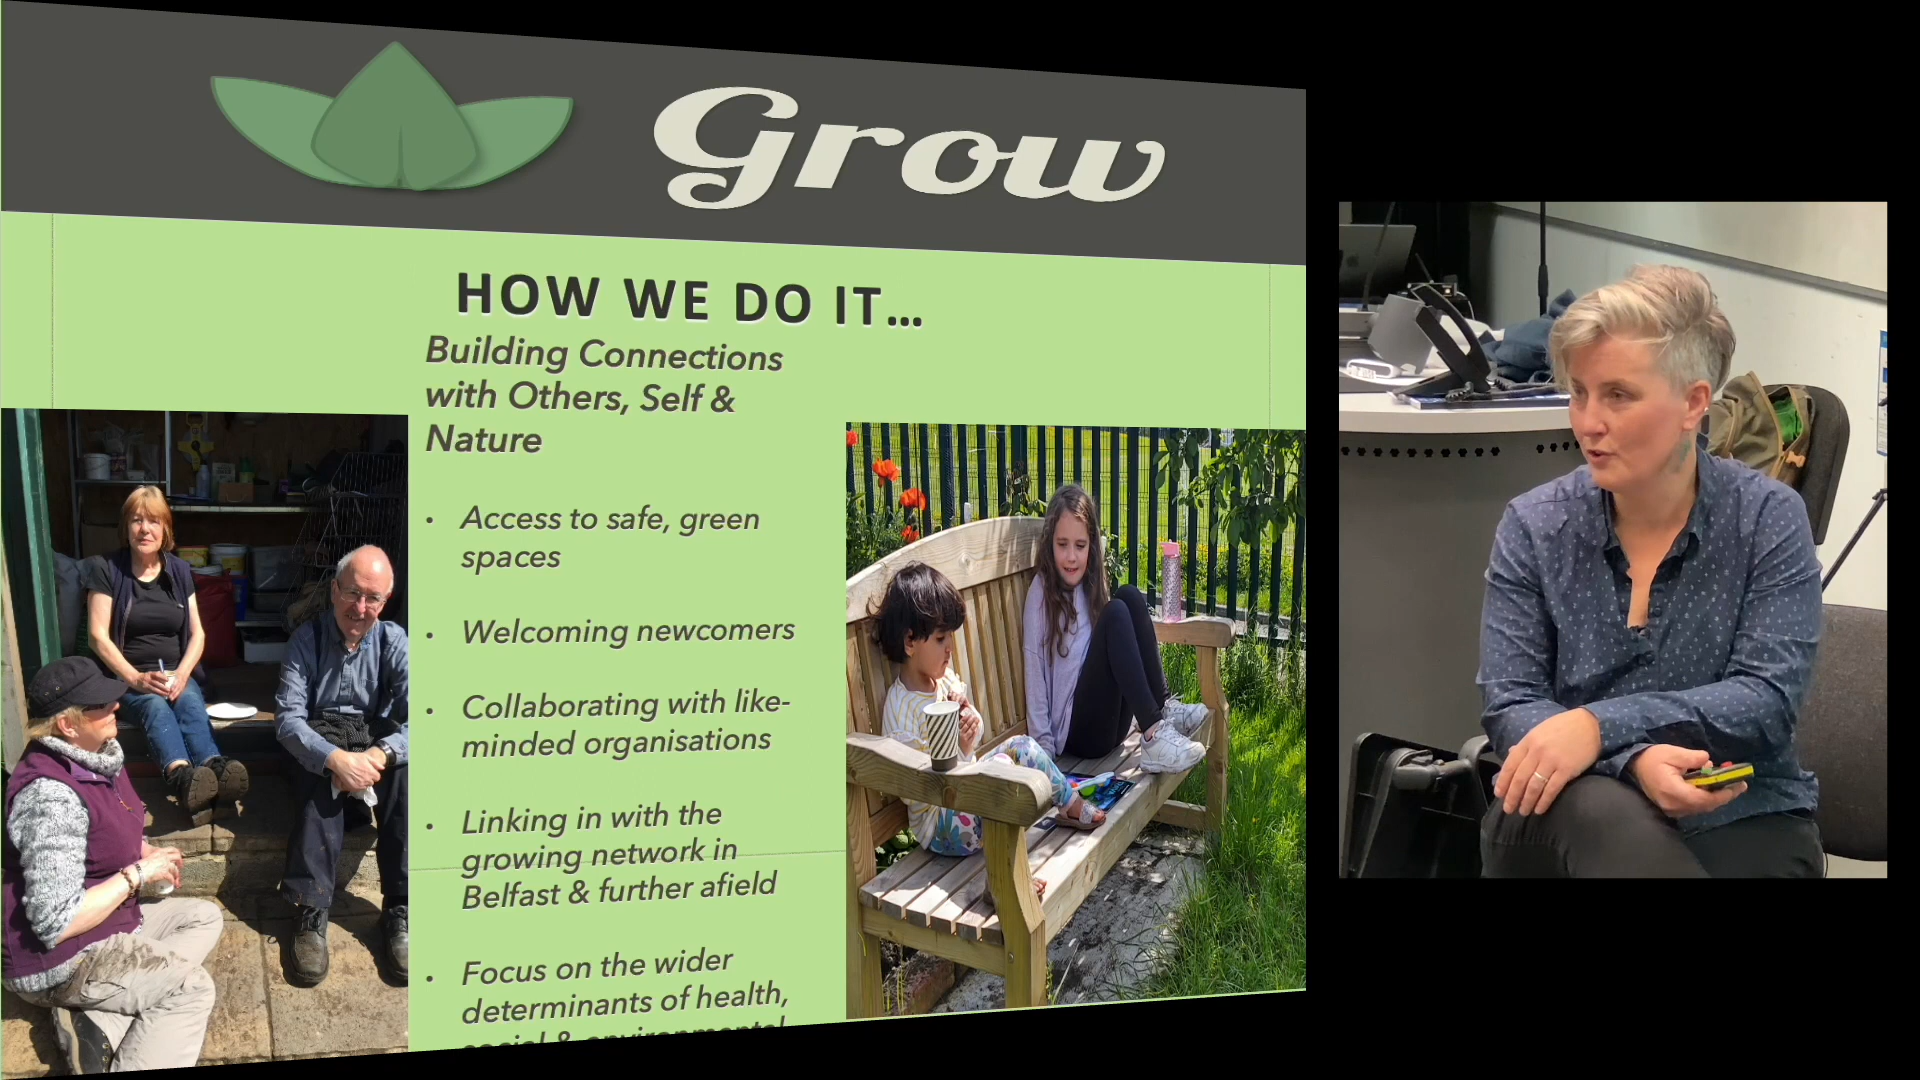 Grow
HOW WE DO IT...
Building Connections
with Others, Self &
Nature
• Access to safe, green
spaces
• Welcoming newcomers
• Collaborating with like-
minded organisations
• Linking in with the
growing network in
Belfast & further afield
• Focus on the wider
determinants of health,
social & environmental